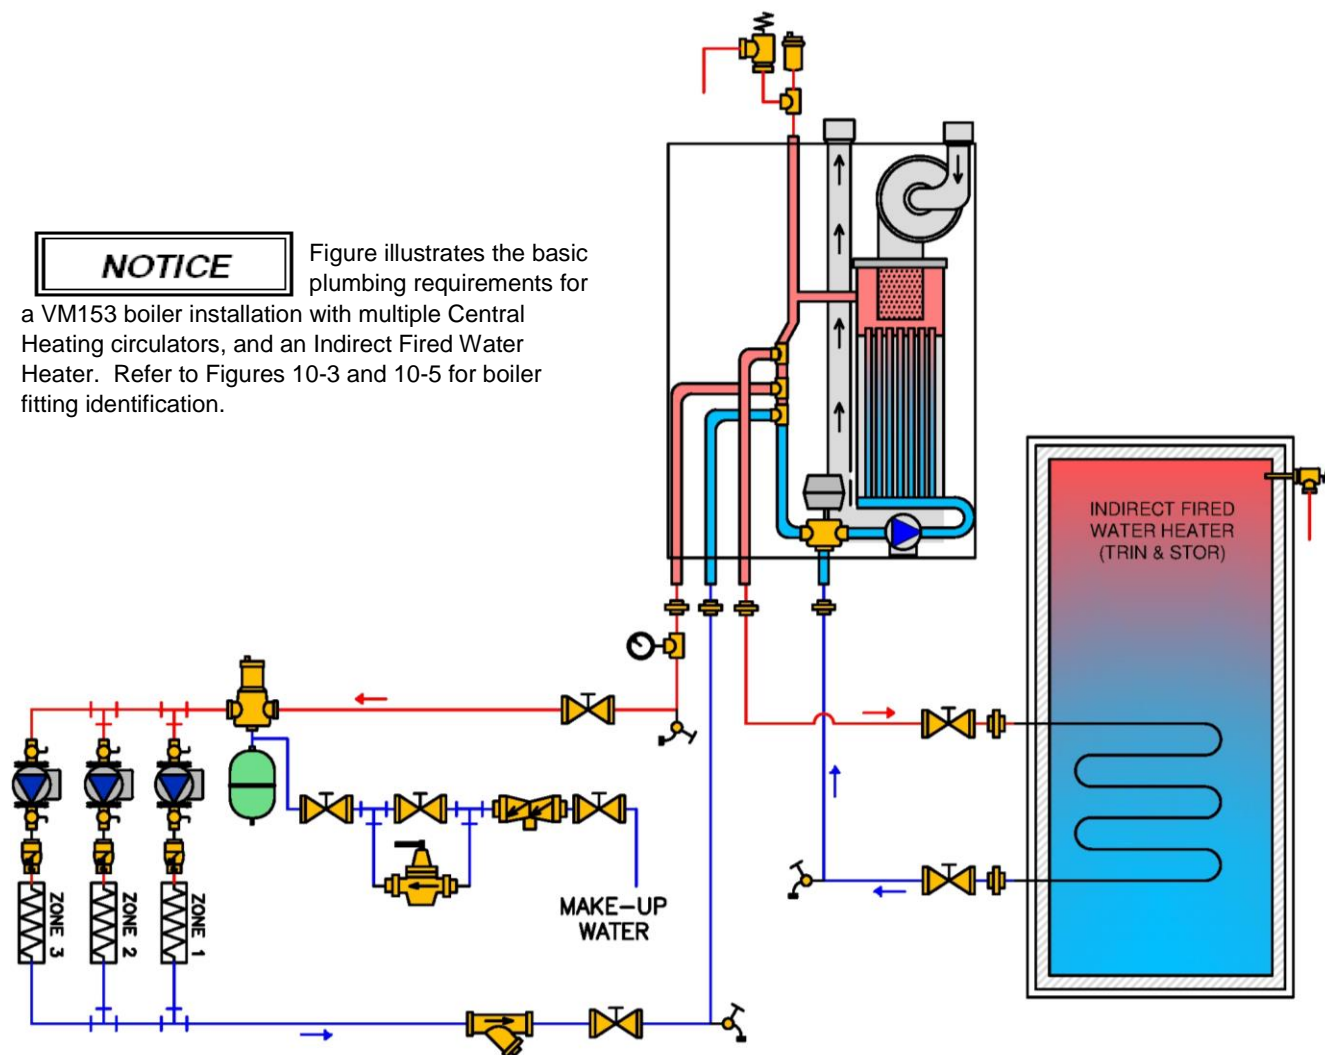 NOTICE Figure illustrates the basic
plumbing requirements for
a VM153 boiler installation with multiple Central
Heating circulators, and an Indirect Fired Water
Heater.  Refer to Figures 10-3 and 10-5 for boiler
fitting identification.
INDIRECT FIRED
WATER HEATER
(TRIN & STOR)
ZONE 3
ZONE 2
ZONE 1
MAKE-UP
WATER